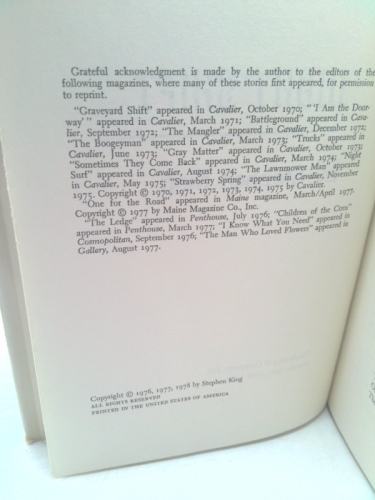 Grateful acknowledgment is made by the author to the editors of the
following magazines, where many of these stories first appeared, for permission
to reprint.
"Graveyard Shift" appeared in Cavalier, October 1970; "'I Am the Door-
way'" appeared in Cavalier, March 1971; "Battleground" appeared in Cava-
lier, September 1972; "The Mangler" appeared in Cavalier, December 1972;
"The Boogeyman" appeared in Cavalier, March 1973; "Trucks" appeared in
Cavalier, June 1973; "Gray Matter" appeared in Cavalier, October 1973;
"Sometimes They Come Back" appeared in Cavalier, March 1974; "Night
Surf" appeared in Cavalier, August 1974; "The Lawnmower Man" appeared
in Cavalier, May 1975; "Strawberry Spring" appeared in Cavalier, November
1975. Copyright © 1970, 1971, 1972, 1973, 1974, 1975 by Cavalier.
"One for the Road" appeared in Maine magazine, March/April 1977.
Copyright © 1977 by Maine Magazine Co., Inc.
"The Ledge" appeared in Penthouse, July 1976; "Children of the Corn"
appeared in Penthouse, March 1977; "I Know What You Need" appeared in
Cosmopolitan, September 1976; "The Man Who Loved Flowers" appeared in
Gallery, August 1977.
Copyright © 1976, 1977, 1978 by Stephen King
ALL RIGHTS RESERVED
PRINTED IN THE UNITED STATES OF AMERICA